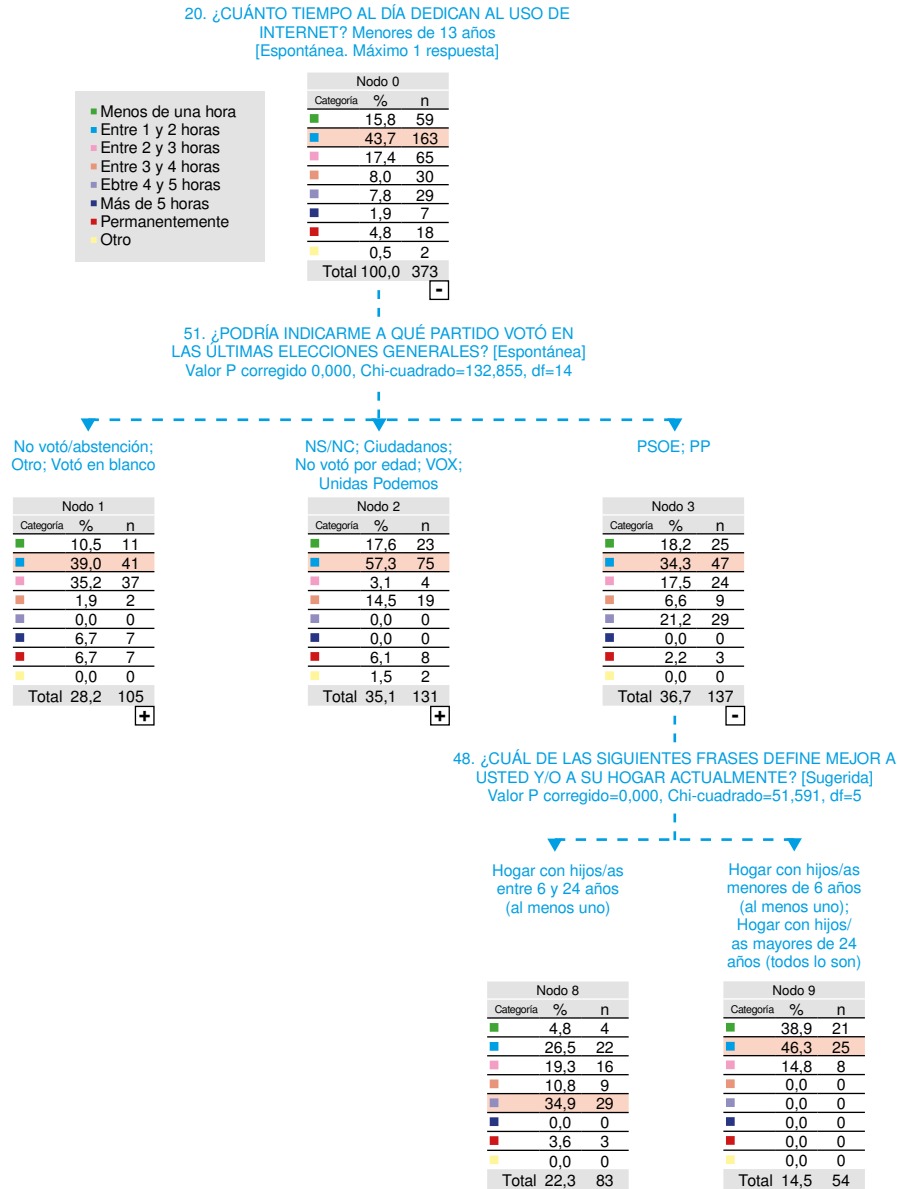 20. ¿CUÁNTO TIEMPO AL DÍA DEDICAN AL USO DE
INTERNET? Menores de 13 años
[Espontánea. Máximo 1 respuesta]
Menos de una hora
Entre 1 y 2 horas
Entre 2 y 3 horas
Entre 3 y 4 horas
Ebtre 4 y 5 horas
Más de 5 horas
Permanentemente
Otro
Nodo 0
Categoría % n
15,8 59
43,7 163
17,4 65
8,0 30
7,8 29
1,9 7
4,8 18
0,5 2
Total 100,0 373
-
51. ¿PODRÍA INDICARME A QUÉ PARTIDO VOTÓ EN
LAS ÚLTIMAS ELECCIONES GENERALES? [Espontánea]
Valor P corregido 0,000, Chi-cuadrado=132,855, df=14
No votó/abstención;
Otro; Votó en blanco
Nodo 1
Categoría % n
10,5 11
39,0 41
35,2 37
1,9 2
0,0 0
6,7 7
6,7 7
0,0 0
Total 28,2 105
+
NS/NC; Ciudadanos;
No votó por edad; VOX;
Unidas Podemos
Nodo 2
Categoría % n
17,6 23
57,3 75
3,1 4
14,5 19
0,0 0
0,0 0
6,1 8
1,5 2
Total 35,1 131
+
PSOE; PP
Nodo 3
Categoría % n
18,2 25
34,3 47
17,5 24
6,6 9
21,2 29
0,0 0
2,2 3
0,0 0
Total 36,7 137
-
48. ¿CUÁL DE LAS SIGUIENTES FRASES DEFINE MEJOR A
USTED Y/O A SU HOGAR ACTUALMENTE? [Sugerida]
Valor P corregido=0,000, Chi-cuadrado=51,591, df=5
Hogar con hijos/as
entre 6 y 24 años
(al menos uno)
Nodo 8
Categoría % n
4,8 4
26,5 22
19,3 16
10,8 9
34,9 29
0,0 0
3,6 3
0,0 0
Total 22,3 83
Hogar con hijos/as
menores de 6 años
(al menos uno);
Hogar con hijos/
as mayores de 24
años (todos lo son)
Nodo 9
Categoría % n
38,9 21
46,3 25
14,8 8
0,0 0
0,0 0
0,0 0
0,0 0
0,0 0
Total 14,5 54